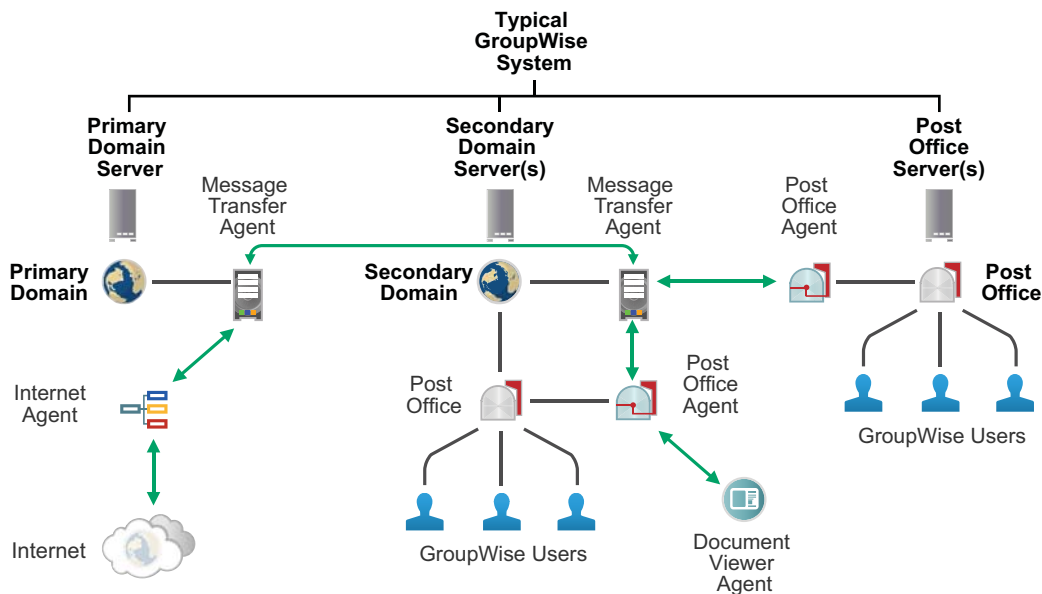 Typical
GroupWise
System
Primary
Domain
Server
Secondary
Domain
Server(s)
Post
Office
Server(s)
Message
Transfer
Agent
Message
Transfer
Agent
Post
Office
Agent
Primary
Domain
Secondary
Domain
Post
Office
Internet
Agent
Post
Office
Post
Office
Agent
GroupWise Users
Internet
GroupWise Users
Document
Viewer
Agent